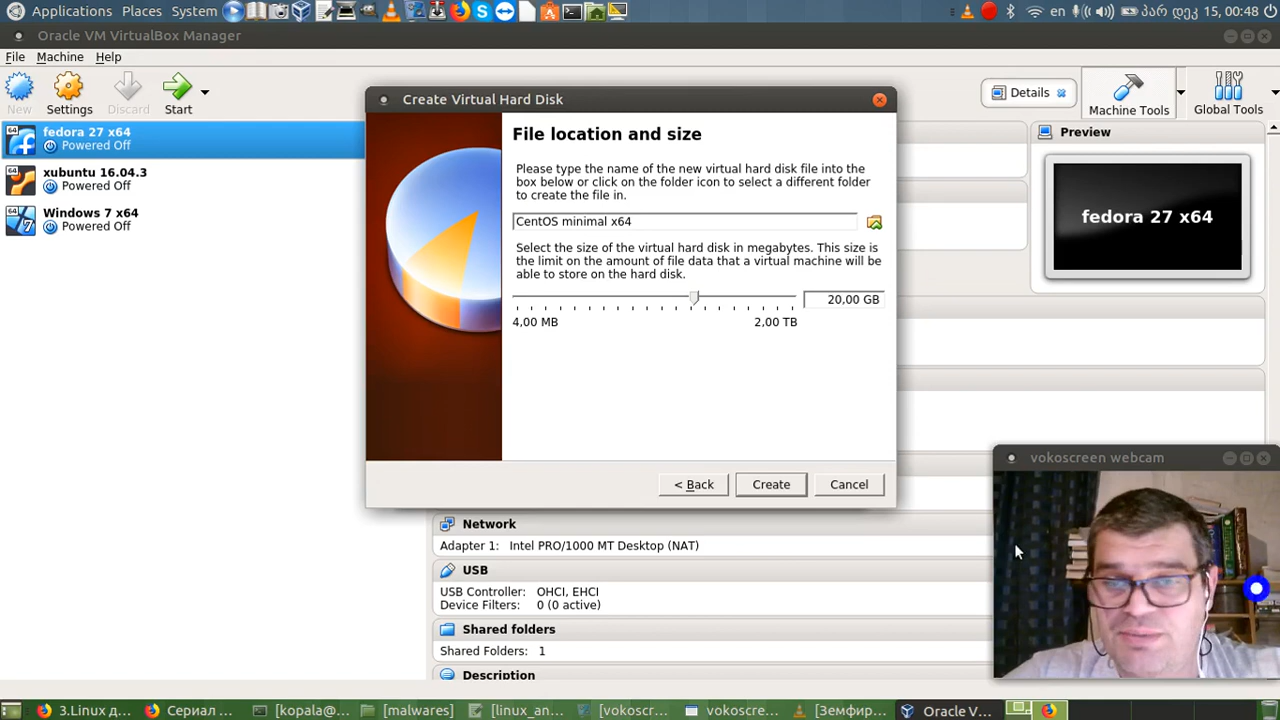 Applications Places System
en პარ დეკ 15, 00:48
Oracle VM VirtualBox Manager
File Machine Help
New
Settings
Discard
Start
Details
Machine Tools
Global Tools
64
fedora 27 x64
Powered Off
64
xubuntu 16.04.3
Powered Off
64
Windows 7 x64
Powered Off
Create Virtual Hard Disk
File location and size
Please type the name of the new virtual hard disk file into the
box below or click on the folder icon to select a different folder
to create the file in.
CentOS minimal x64
Select the size of the virtual hard disk in megabytes. This size is
the limit on the amount of file data that a virtual machine will be
able to store on the hard disk.
20,00 GB
4,00 MB
2,00 TB
< Back
Create
Cancel
Preview
fedora 27 x64
vokoscreen webcam
Network
Adapter 1: Intel PRO/1000 MT Desktop (NAT)
USB
USB Controller: OHCI, EHCI
Device Filters: 0 (0 active)
Shared folders
Shared Folders: 1
Description
3.Linux д...
Сериал ...
[kopala@...
[malwares]
[linux_an...
[vokoscr...
vokoscre...
[Земфир...
Oracle V...